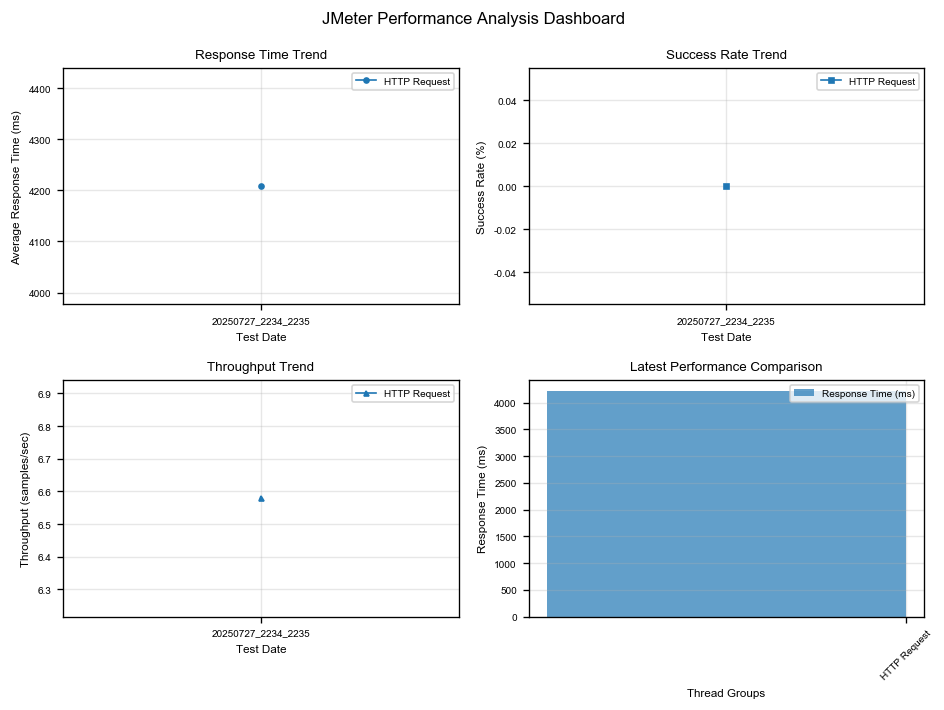 JMeter Performance Analysis Dashboard
Response Time Trend
HTTP Request
4400
4300
4200
4100
4000
Average Response Time (ms)
20250727_2234_2235
Test Date
Success Rate Trend
HTTP Request
0.04
0.02
0.00
-0.02
-0.04
Success Rate (%)
20250727_2234_2235
Test Date
Throughput Trend
HTTP Request
6.9
6.8
6.7
6.6
6.5
6.4
6.3
Throughput (samples/sec)
20250727_2234_2235
Test Date
Latest Performance Comparison
Response Time (ms)
4000
3500
3000
2500
2000
1500
1000
500
0
Response Time (ms)
HTTP Request
Thread Groups